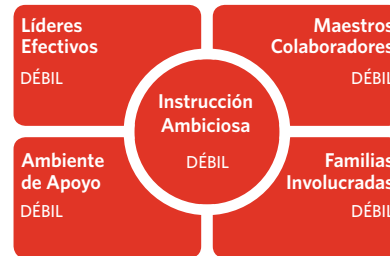 Líderes
Efectivos
DÉBIL
Maestros
Colaboradores
DÉBIL
Instrucción
Ambiciosa
DÉBIL
Ambiente
de Apoyo
DÉBIL
Familias
Involucradas
DÉBIL